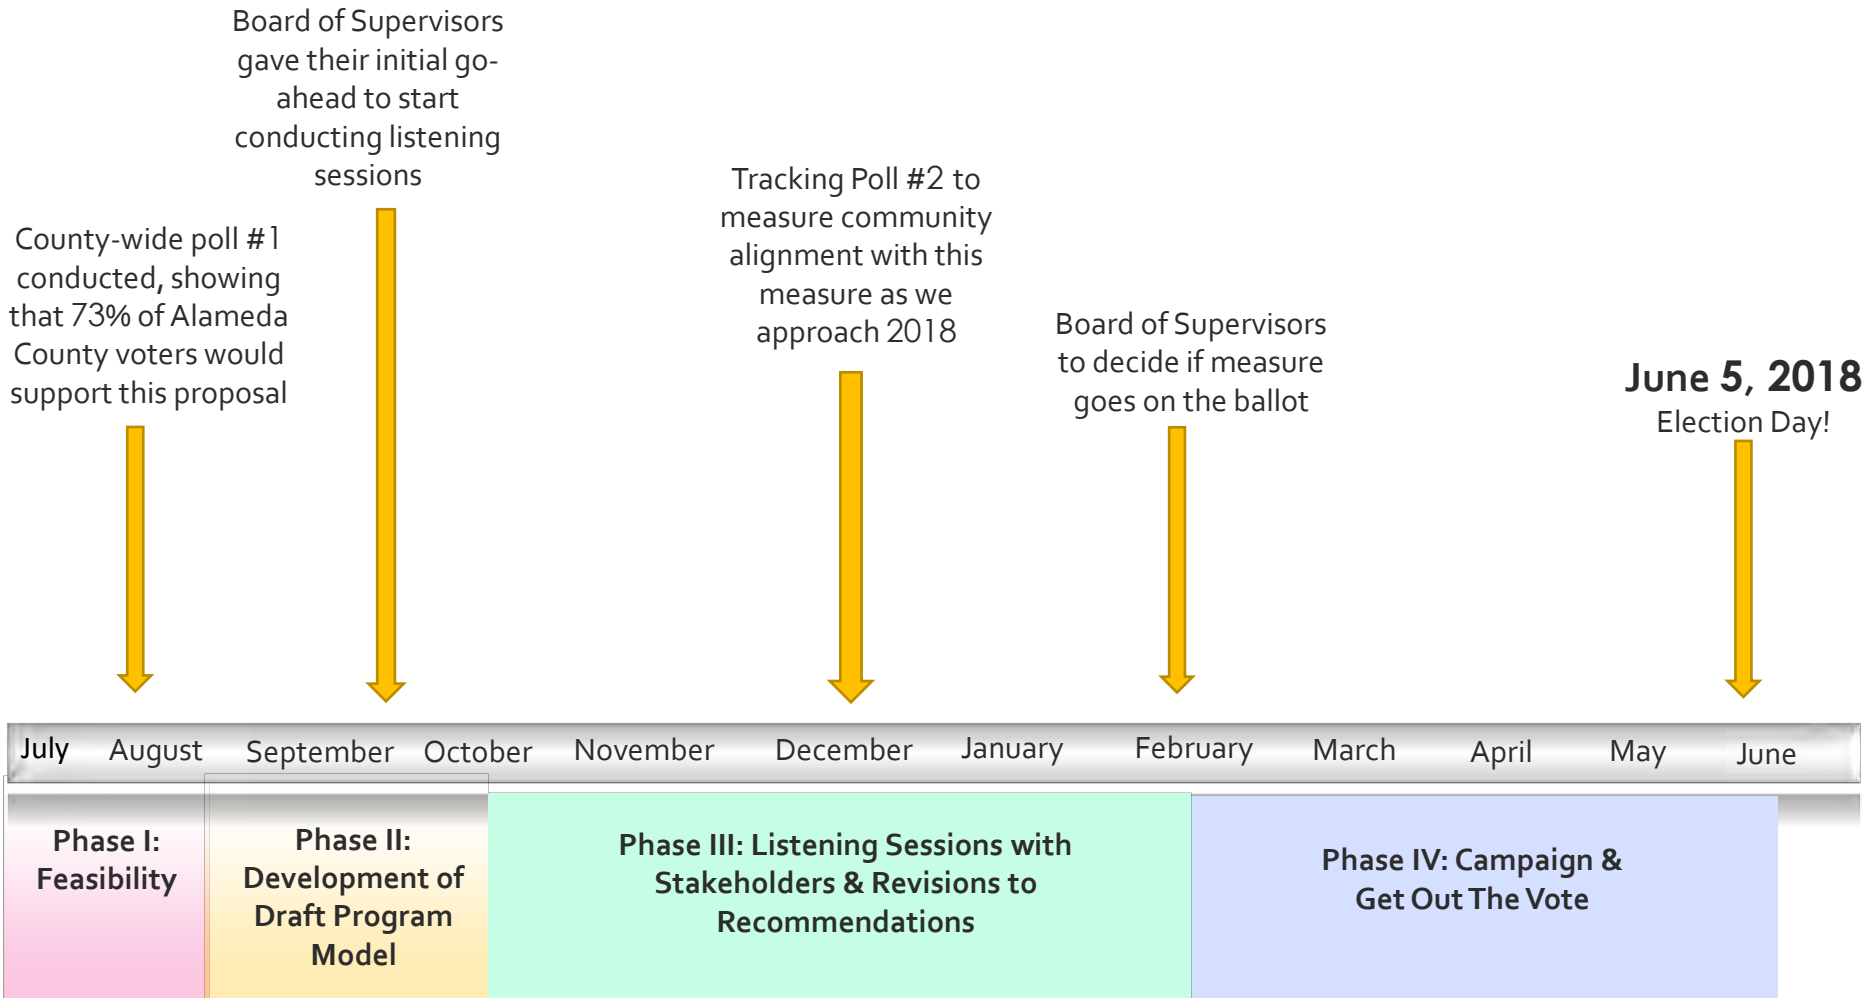 Board of Supervisors
gave their initial go-
ahead to start
conducting listening
sessions
County-wide poll #1
conducted, showing
that 73% of Alameda
County voters would
support this proposal
Tracking Poll #2 to
measure community
alignment with this
measure as we
approach 2018
Board of Supervisors
to decide if measure
goes on the ballot
June 5, 2018
Election Day!
July August September October November December January February March April May June
Phase I:
Feasibility
Phase II:
Development of
Draft Program
Model
Phase III: Listening Sessions with
Stakeholders & Revisions to
Recommendations
Phase IV: Campaign &
Get Out The Vote